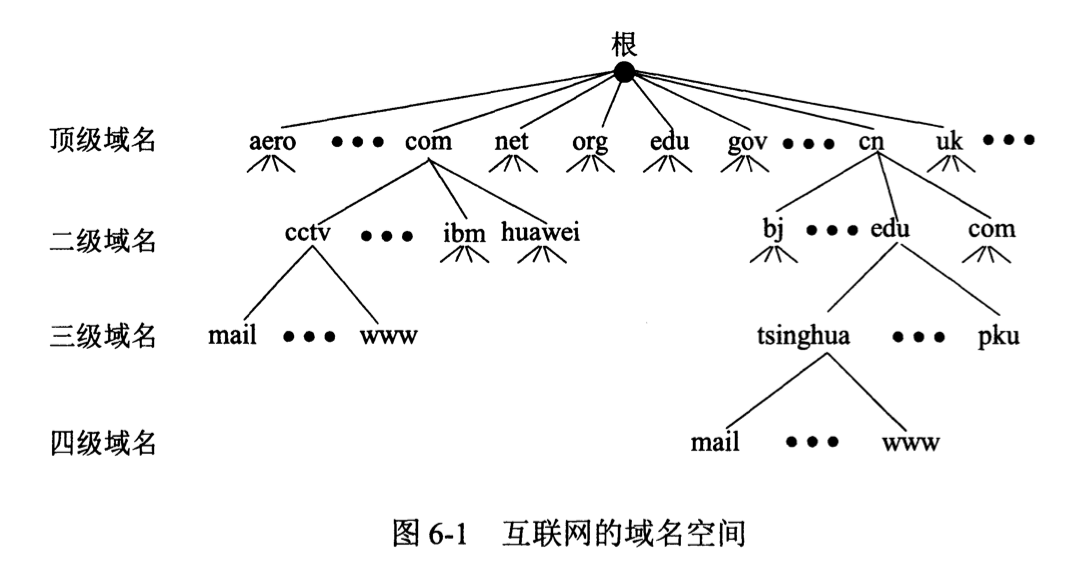 根
顶级域名 aero ••• com net org edu gov ••• cn uk •••
二级域名 cctv ••• ibm huawei bj ••• edu com
三级域名 mail ••• www tsinghua ••• pku
四级域名 mail ••• www
图 6-1 互联网的域名空间